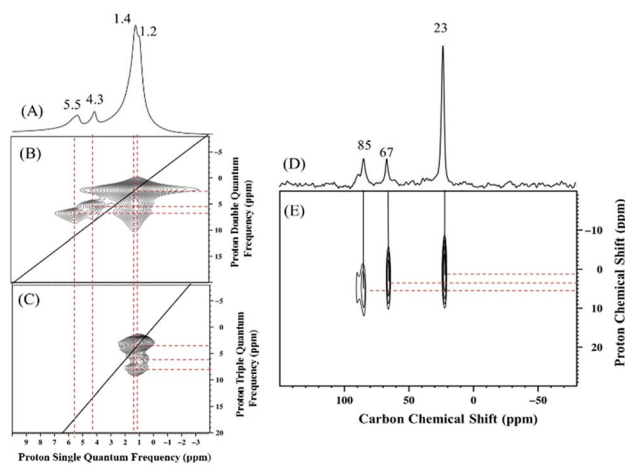 1.4
1.2
5.5
4.3
(A)
(B)
-5
0
5
10
15
Proton Double Quantum
Frequency (ppm)
(C)
-5
0
5
10
15
20
Proton Triple Quantum
Frequency (ppm)
9 8 7 6 5 4 3 2 1 0 -1 -2 -3
Proton Single Quantum Frequency (ppm)
23
85
67
(D)
(E)
-10
0
10
20
Proton Chemical Shift (ppm)
100 50 0 -50
Carbon Chemical Shift (ppm)